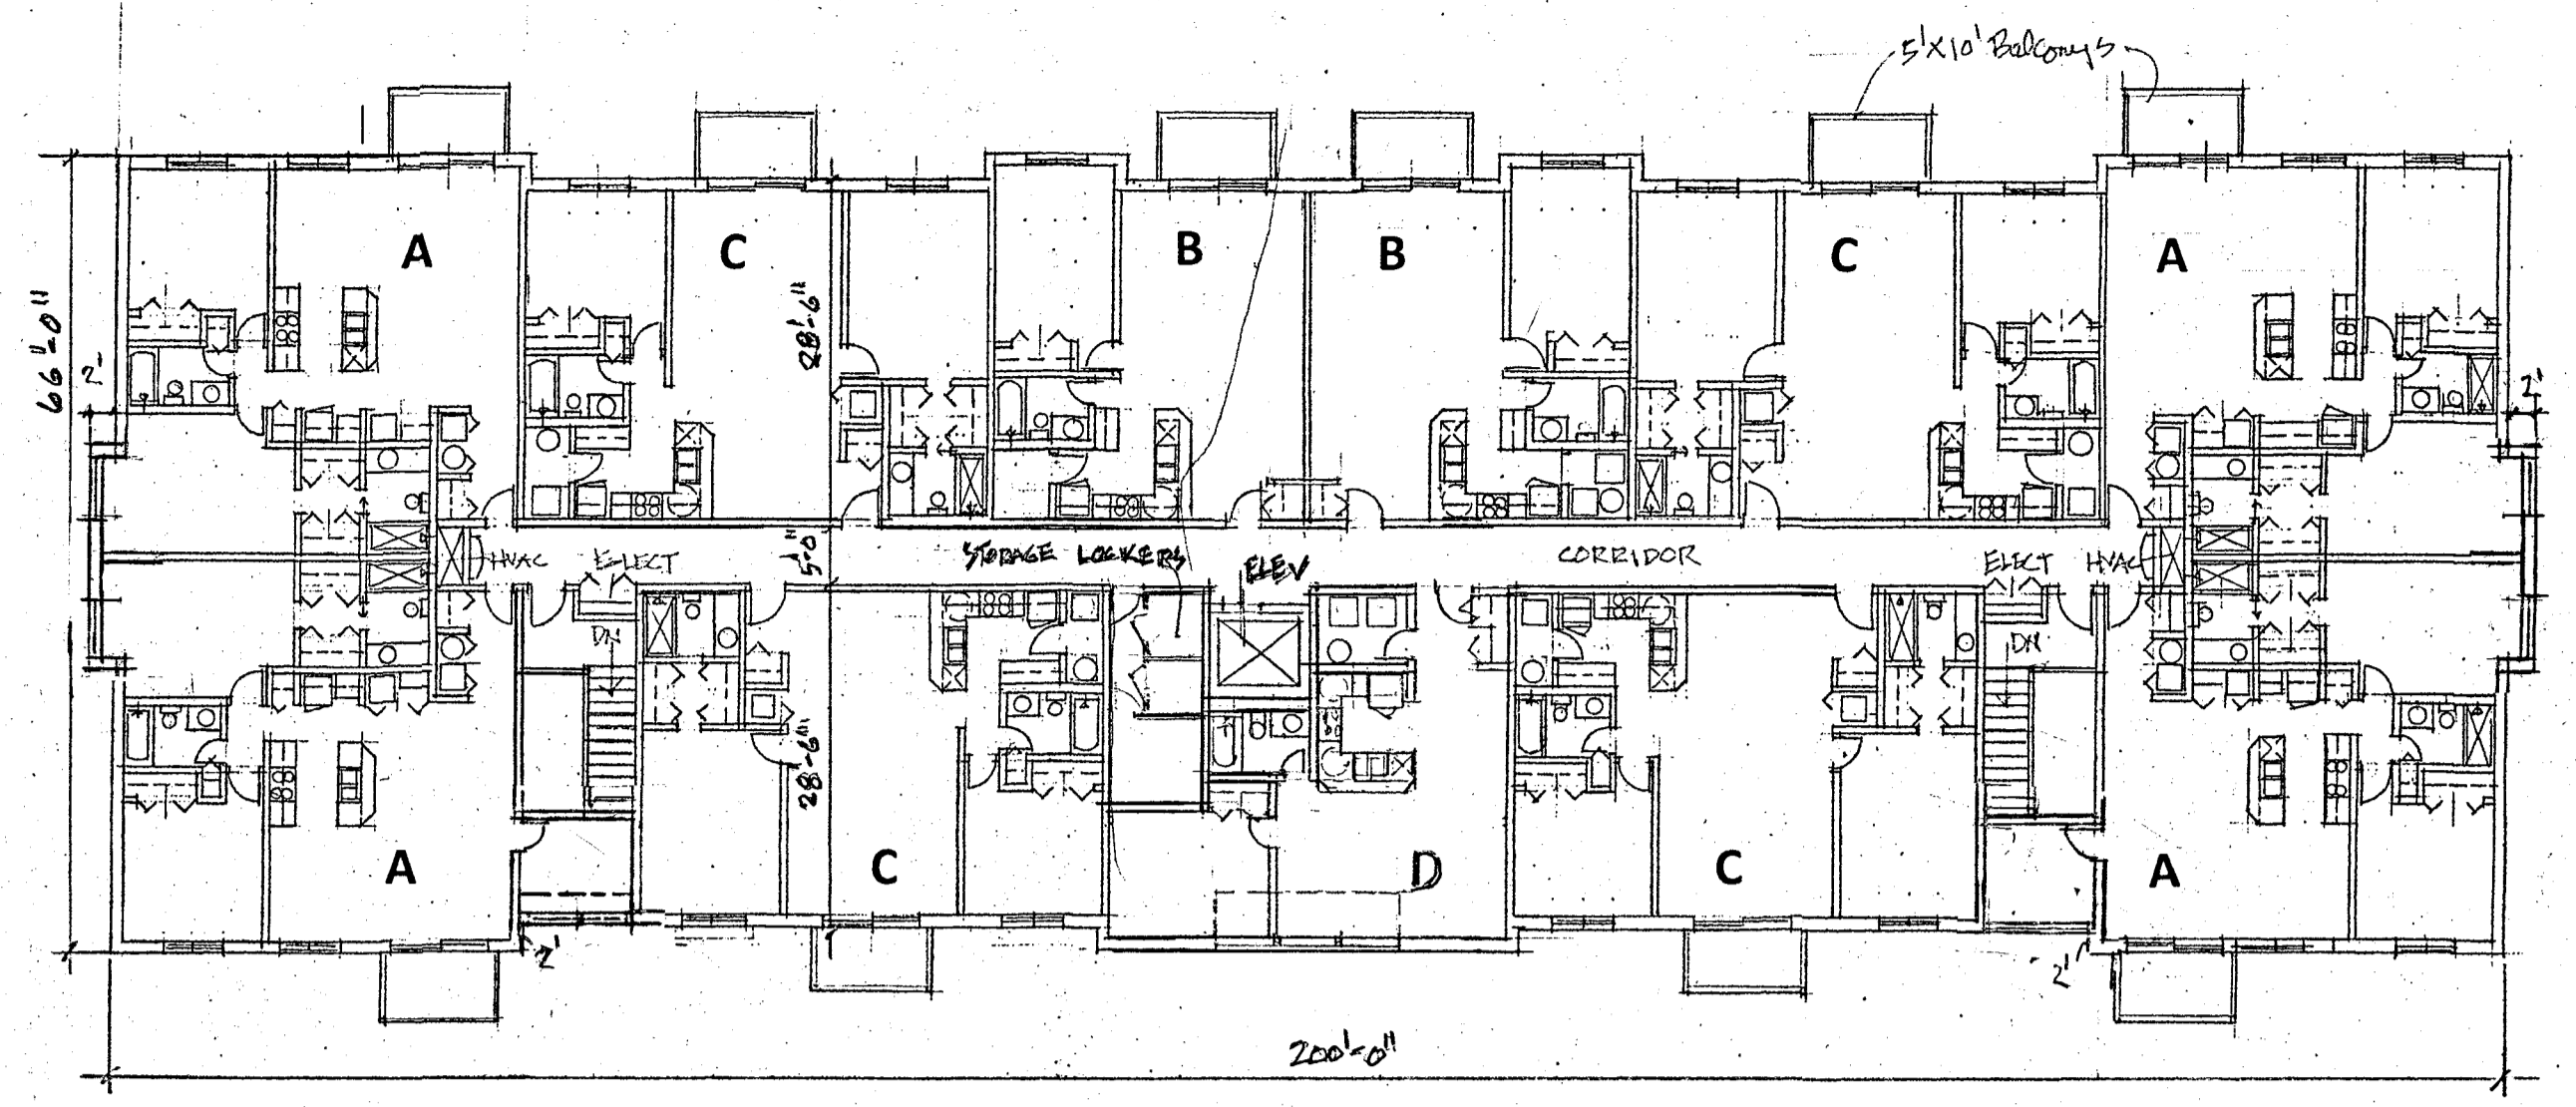 5'X10' Balconys
A
C
B
B
C
A
66'-0"
28'-6"
2'
2'
HVAC
ELECT
5'-0"
STORAGE LOCKERS
ELEV
CORRIDOR
ELECT
HVAC
DN
DN
28'-6"
A
C
D
C
A
2'
2'
200'-0"